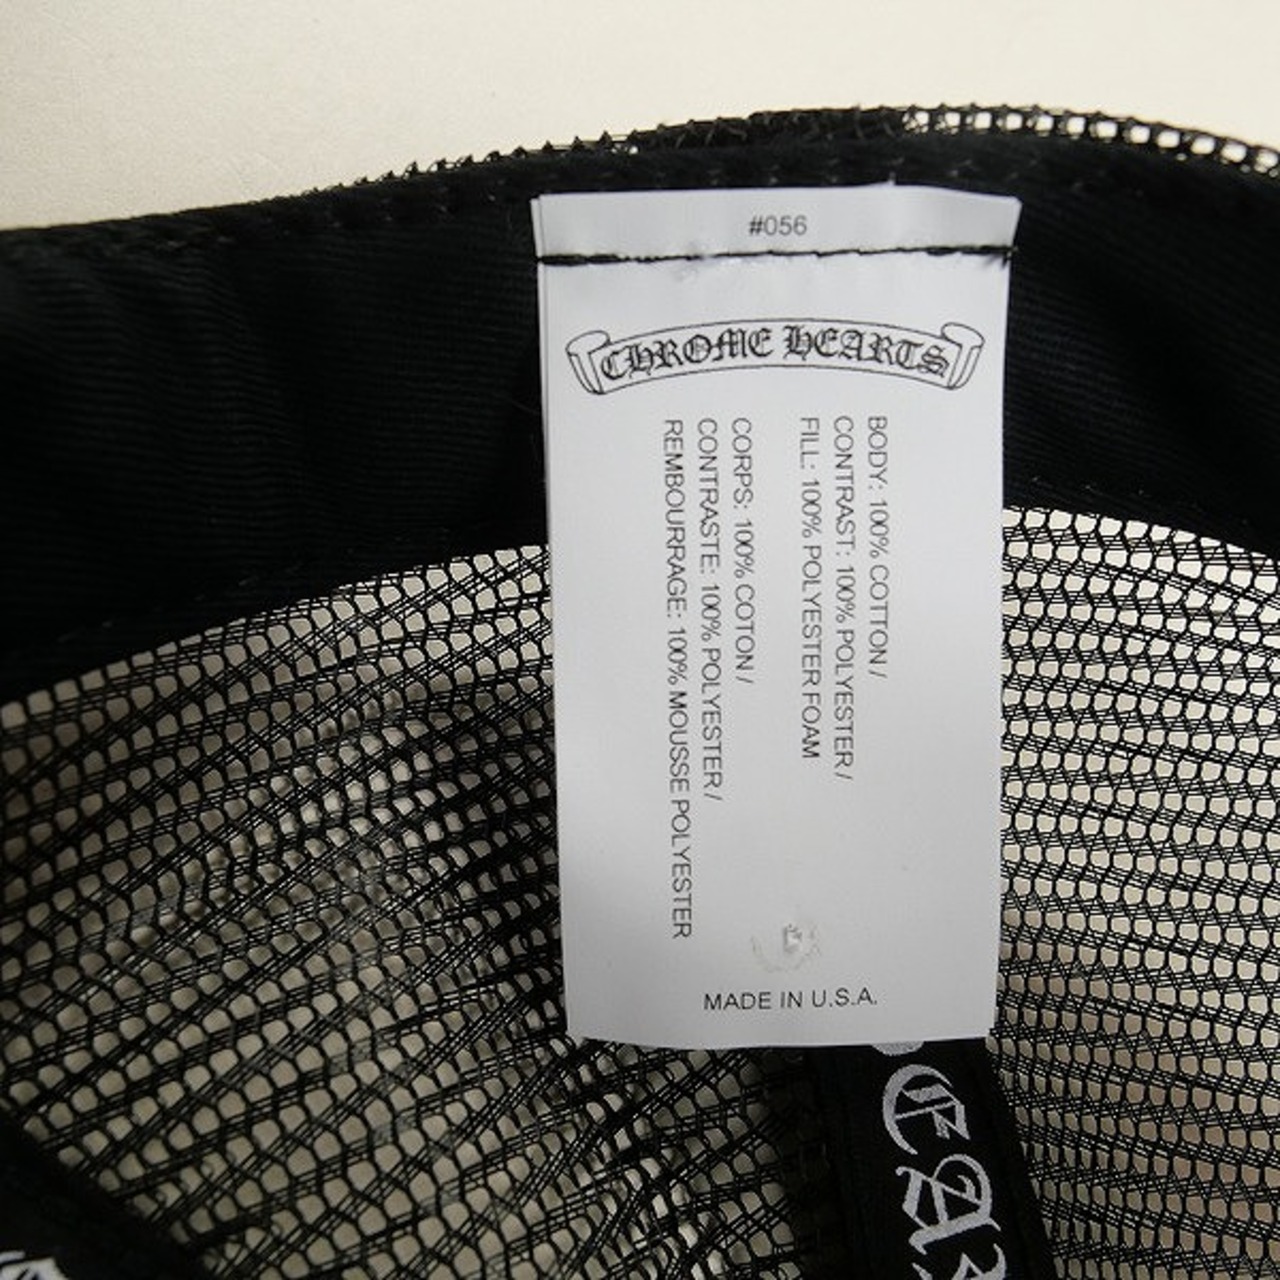 #056
CHROME HEARTS
BODY: 100% COTTON /
CONTRAST: 100% POLYESTER /
FILL: 100% POLYESTER FOAM
CORPS: 100% COTON /
CONTRASTE: 100% POLYESTER /
REMBOURRAGE: 100% MOUSSE POLYESTER
MADE IN U.S.A.